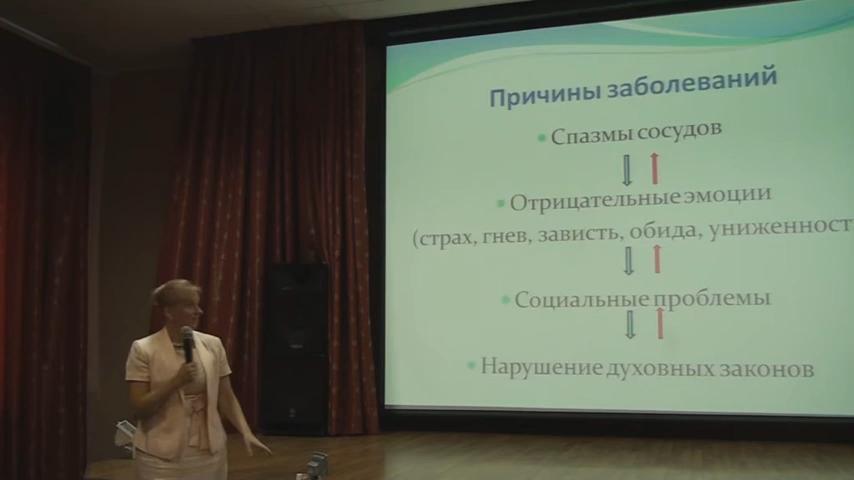 Причины заболеваний
Спазмы сосудов
Отрицательные эмоции
(страх, гнев, зависть, обида, униженност
Социальные проблемы
Нарушение духовных законов